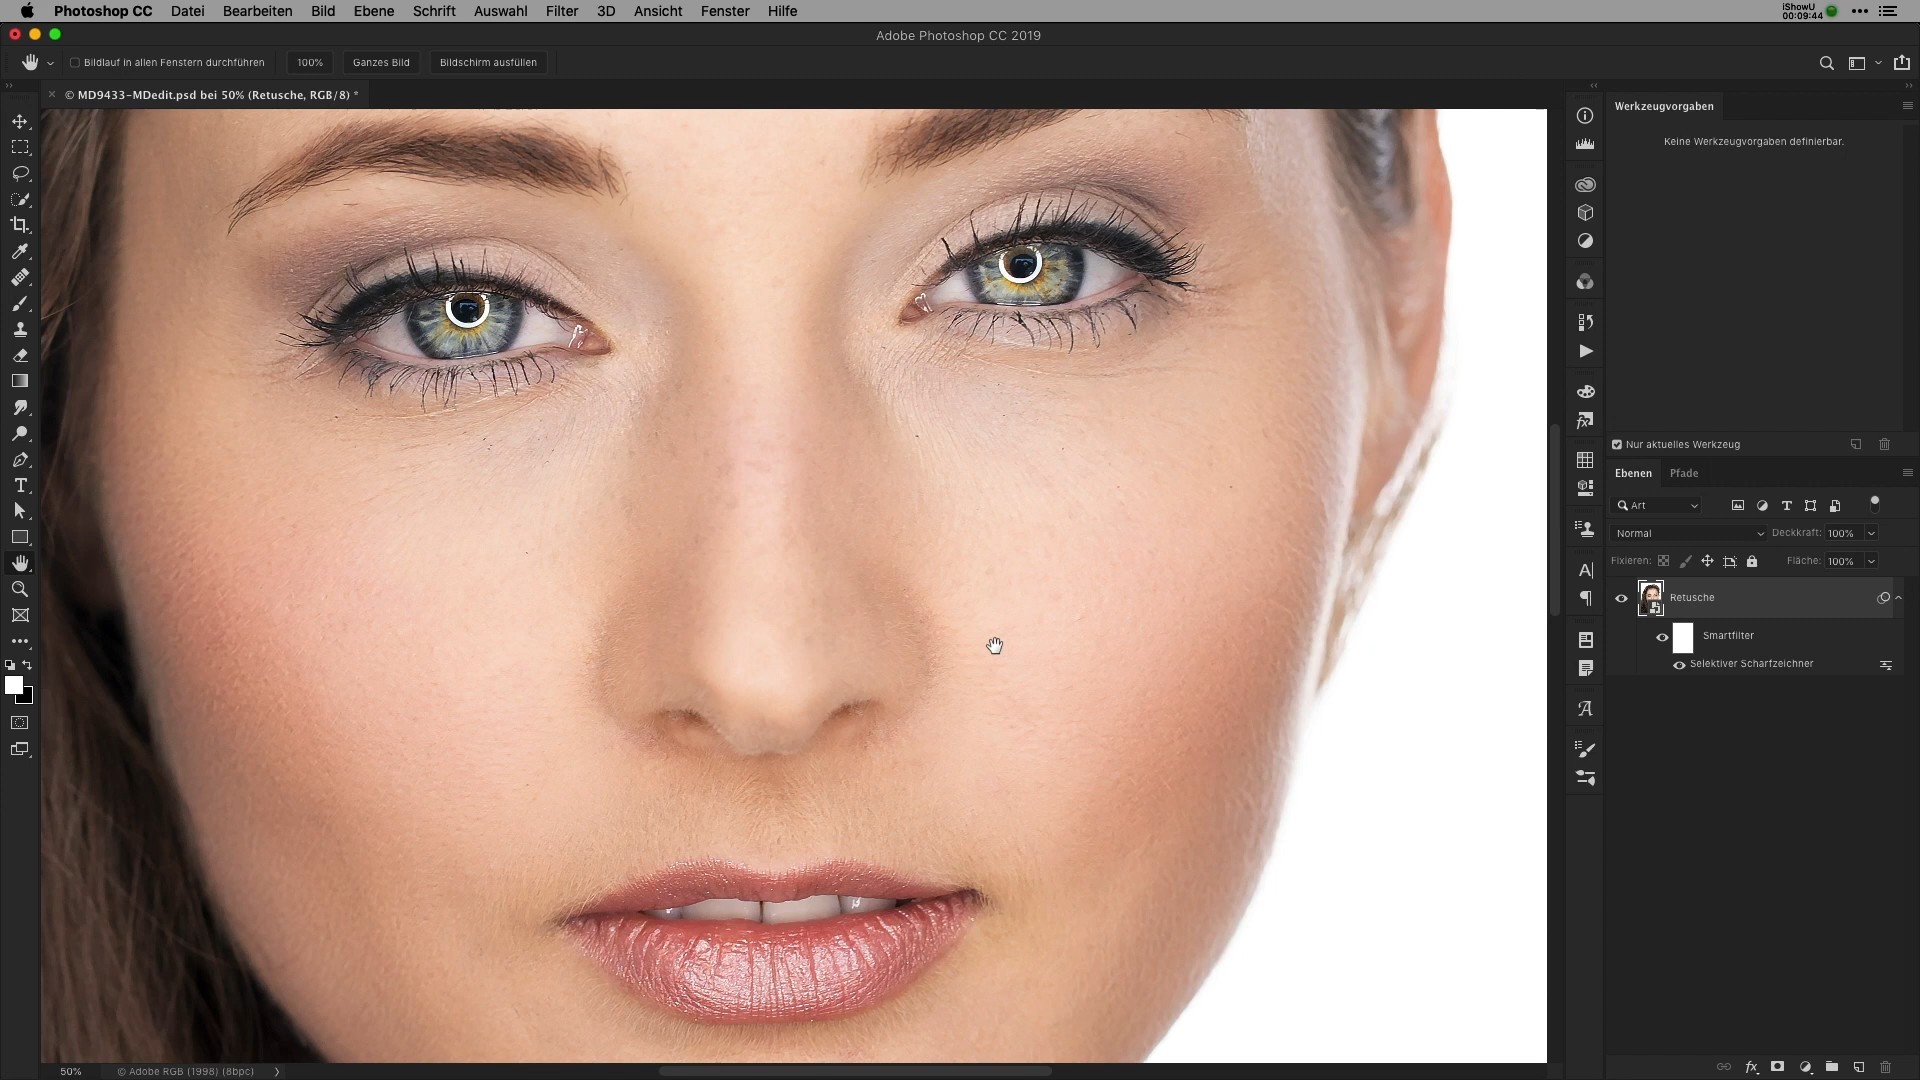 Photoshop CC Datei Bearbeiten Bild Ebene Schrift Auswahl Filter 3D Ansicht Fenster Hilfe
iShowU
00:09:44
Adobe Photoshop CC 2019
Bildlauf in allen Fenstern durchführen 100% Ganzes Bild Bildschirm ausfüllen
© MD9433-MDedit.psd bei 50% (Retusche, RGB/8) *
Werkzeugvorgaben
Keine Werkzeugvorgaben definierbar.
Nur aktuelles Werkzeug
Ebenen Pfade
Art
Normal Deckkraft: 100%
Fixieren: Fläche: 100%
Retusche
Smartfilter
Selektiver Scharfzeichner
50% © Adobe RGB (1998) (8bpc)